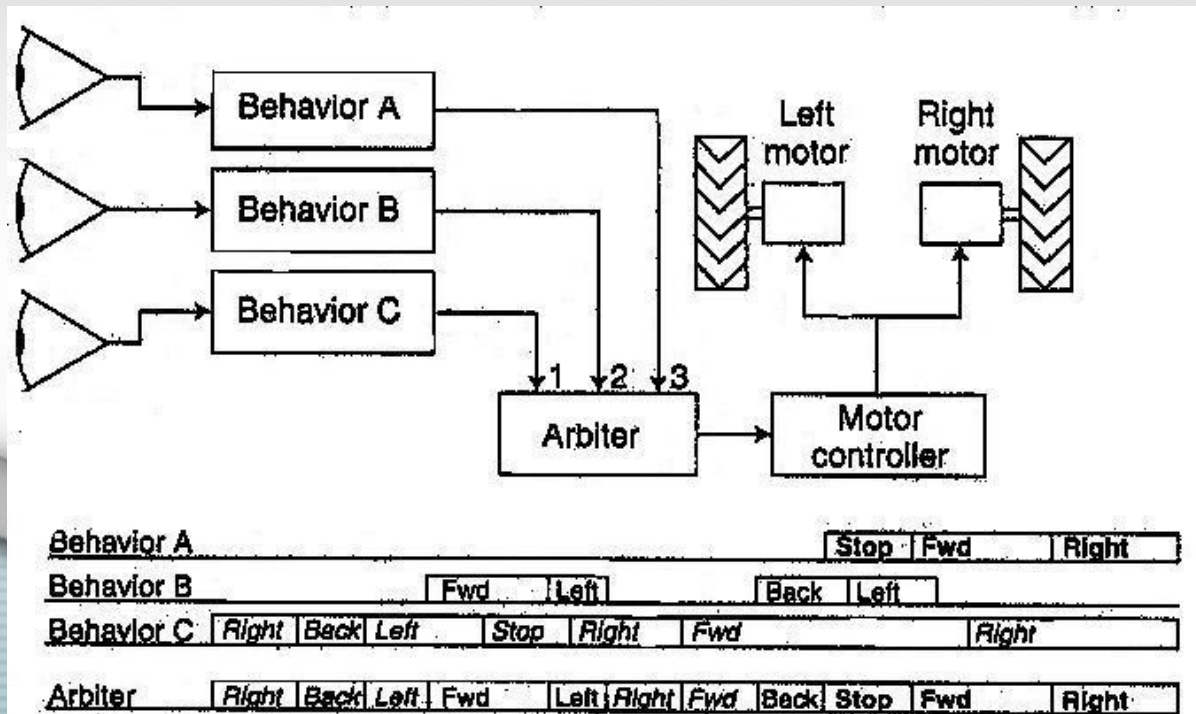 Behavior A
Behavior B
Behavior C
Left motor
Right motor
1 2 3
Arbiter
Motor controller
Behavior A Stop Fwd Right
Behavior B Fwd Left Back Left
Behavior C Right Back Left Stop Right Fwd Right
Arbiter Right Back Left Fwd Left Right Fwd Back Stop Fwd Right